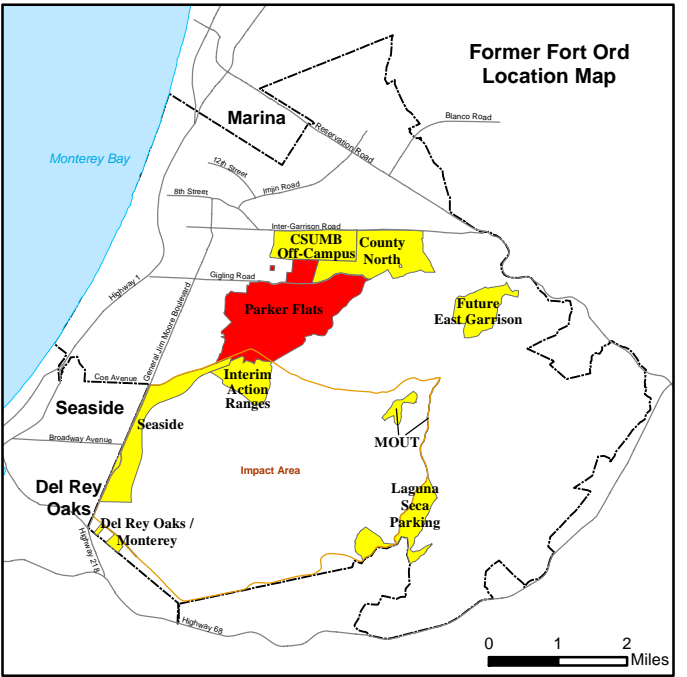 Former Fort Ord
Location Map
Marina
Blanco Road
Reservation Road
Monterey Bay
12th Street
Imjin Road
8th Street
Inter-Garrison Road
CSUMB
Off-Campus
County
North
Gigling Road
Highway 1
General Jim Moore Boulevard
Parker Flats
Future
East Garrison
Coe Avenue
Interim
Action
Ranges
Seaside
Seaside
Broadway Avenue
MOUT
Impact Area
Del Rey
Oaks
Laguna
Seca
Parking
Del Rey Oaks /
Monterey
Highway 218
Highway 68
0 1 2
Miles